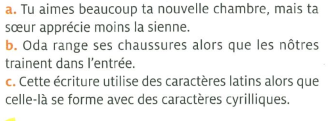 a. Tu aimes beaucoup ta nouvelle chambre, mais ta
sœur apprécie moins la sienne.
b. Oda range ses chaussures alors que les nôtres
trainent dans l'entrée.
c. Cette écriture utilise des caractères latins alors que
celle-là se forme avec des caractères cyrilliques.